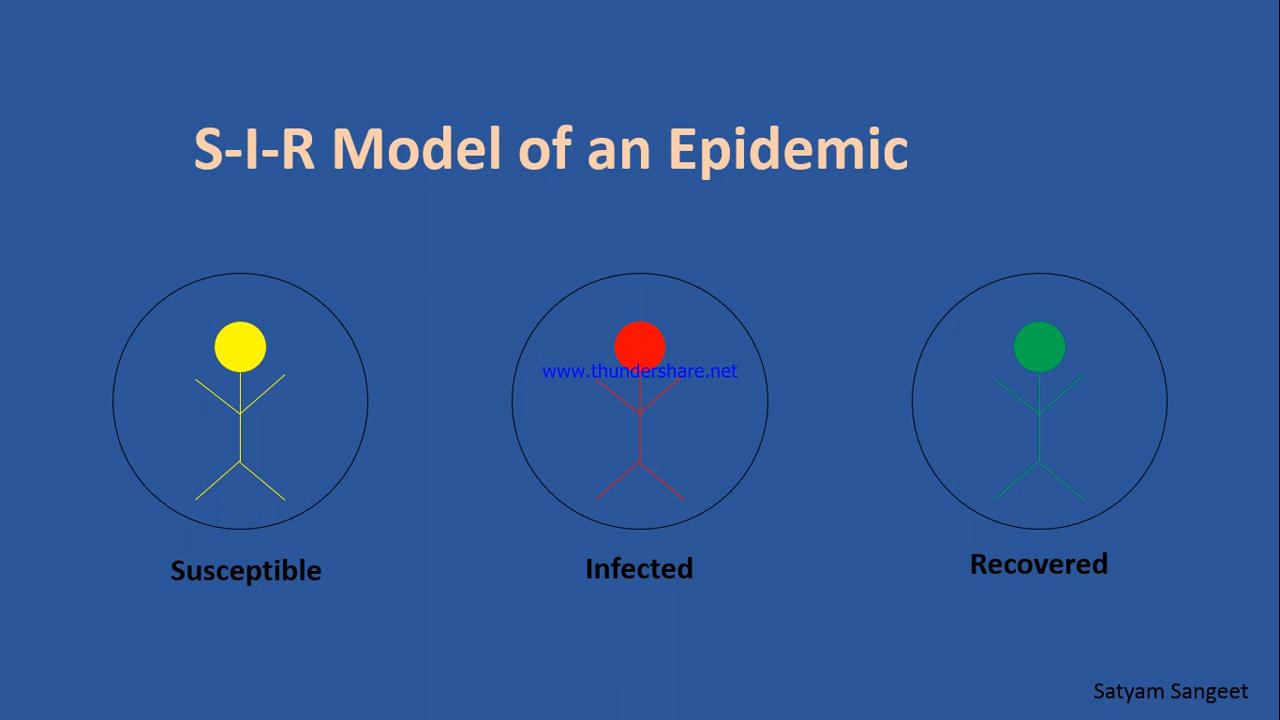 S-I-R Model of an Epidemic
www.thundershare.net
Susceptible
Infected
Recovered
Satyam Sangeet